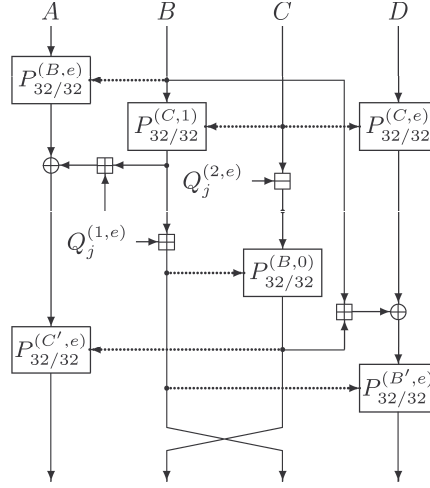 A B C D
P_{32/32}^{(B,e)}
P_{32/32}^{(C,1)} P_{32/32}^{(C,e)}
Q_j^{(2,e)}
Q_j^{(1,e)}
P_{32/32}^{(B,0)}
P_{32/32}^{(C',e)}
P_{32/32}^{(B',e)}